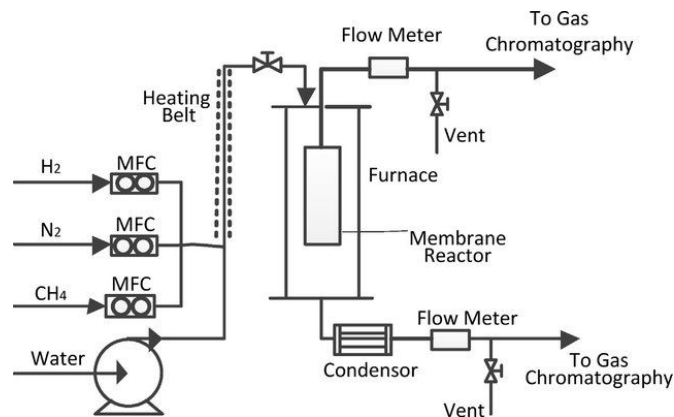 To Gas
Chromatography
Flow Meter
Heating
Belt
Vent
H2
MFC
Furnace
N2
MFC
Membrane
Reactor
MFC
CH4
Flow Meter
Water
Condensor
To Gas
Chromatography
Vent